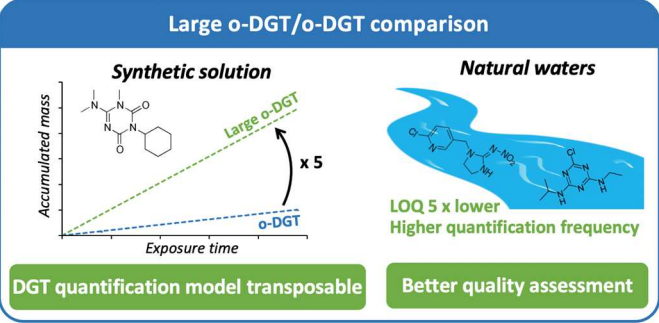 Large o-DGT/o-DGT comparison
Synthetic solution
Accumulated mass
N
N
O
N
N
O
Large o-DGT
x 5
o-DGT
Exposure time
DGT quantification model transposable
Natural waters
Cl
N
N
N-NO₂
NH
Cl
N
N
N
N
H
N
H
LOQ 5 x lower
Higher quantification frequency
Better quality assessment